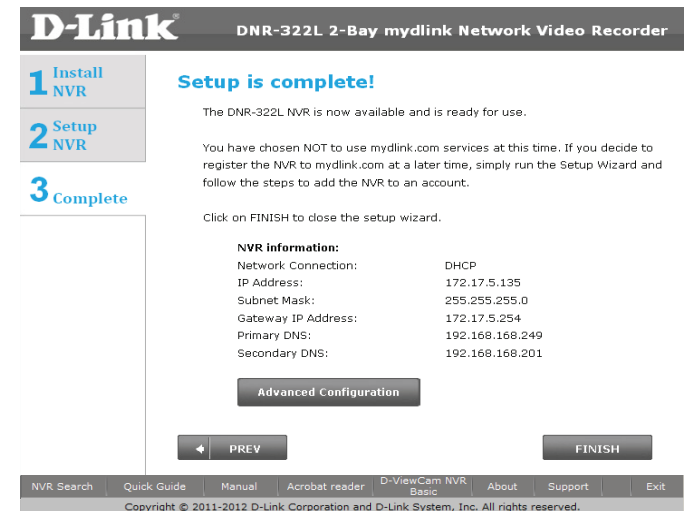 D-Link
DNR-322L 2-Bay mydlink Network Video Recorder
1 Install
NVR
2 Setup
NVR
3 Complete
Setup is complete!
The DNR-322L NVR is now available and is ready for use.
You have chosen NOT to use mydlink.com services at this time. If you decide to
register the NVR to mydlink.com at a later time, simply run the Setup Wizard and
follow the steps to add the NVR to an account.
Click on FINISH to close the setup wizard.
NVR information:
Network Connection: DHCP
IP Address: 172.17.5.135
Subnet Mask: 255.255.255.0
Gateway IP Address: 172.17.5.254
Primary DNS: 192.168.168.249
Secondary DNS: 192.168.168.201
Advanced Configuration
PREV
FINISH
NVR Search Quick Guide Manual Acrobat reader D-ViewCam NVR Basic About Support Exit
Copyright © 2011-2012 D-Link Corporation and D-Link System, Inc. All rights reserved.